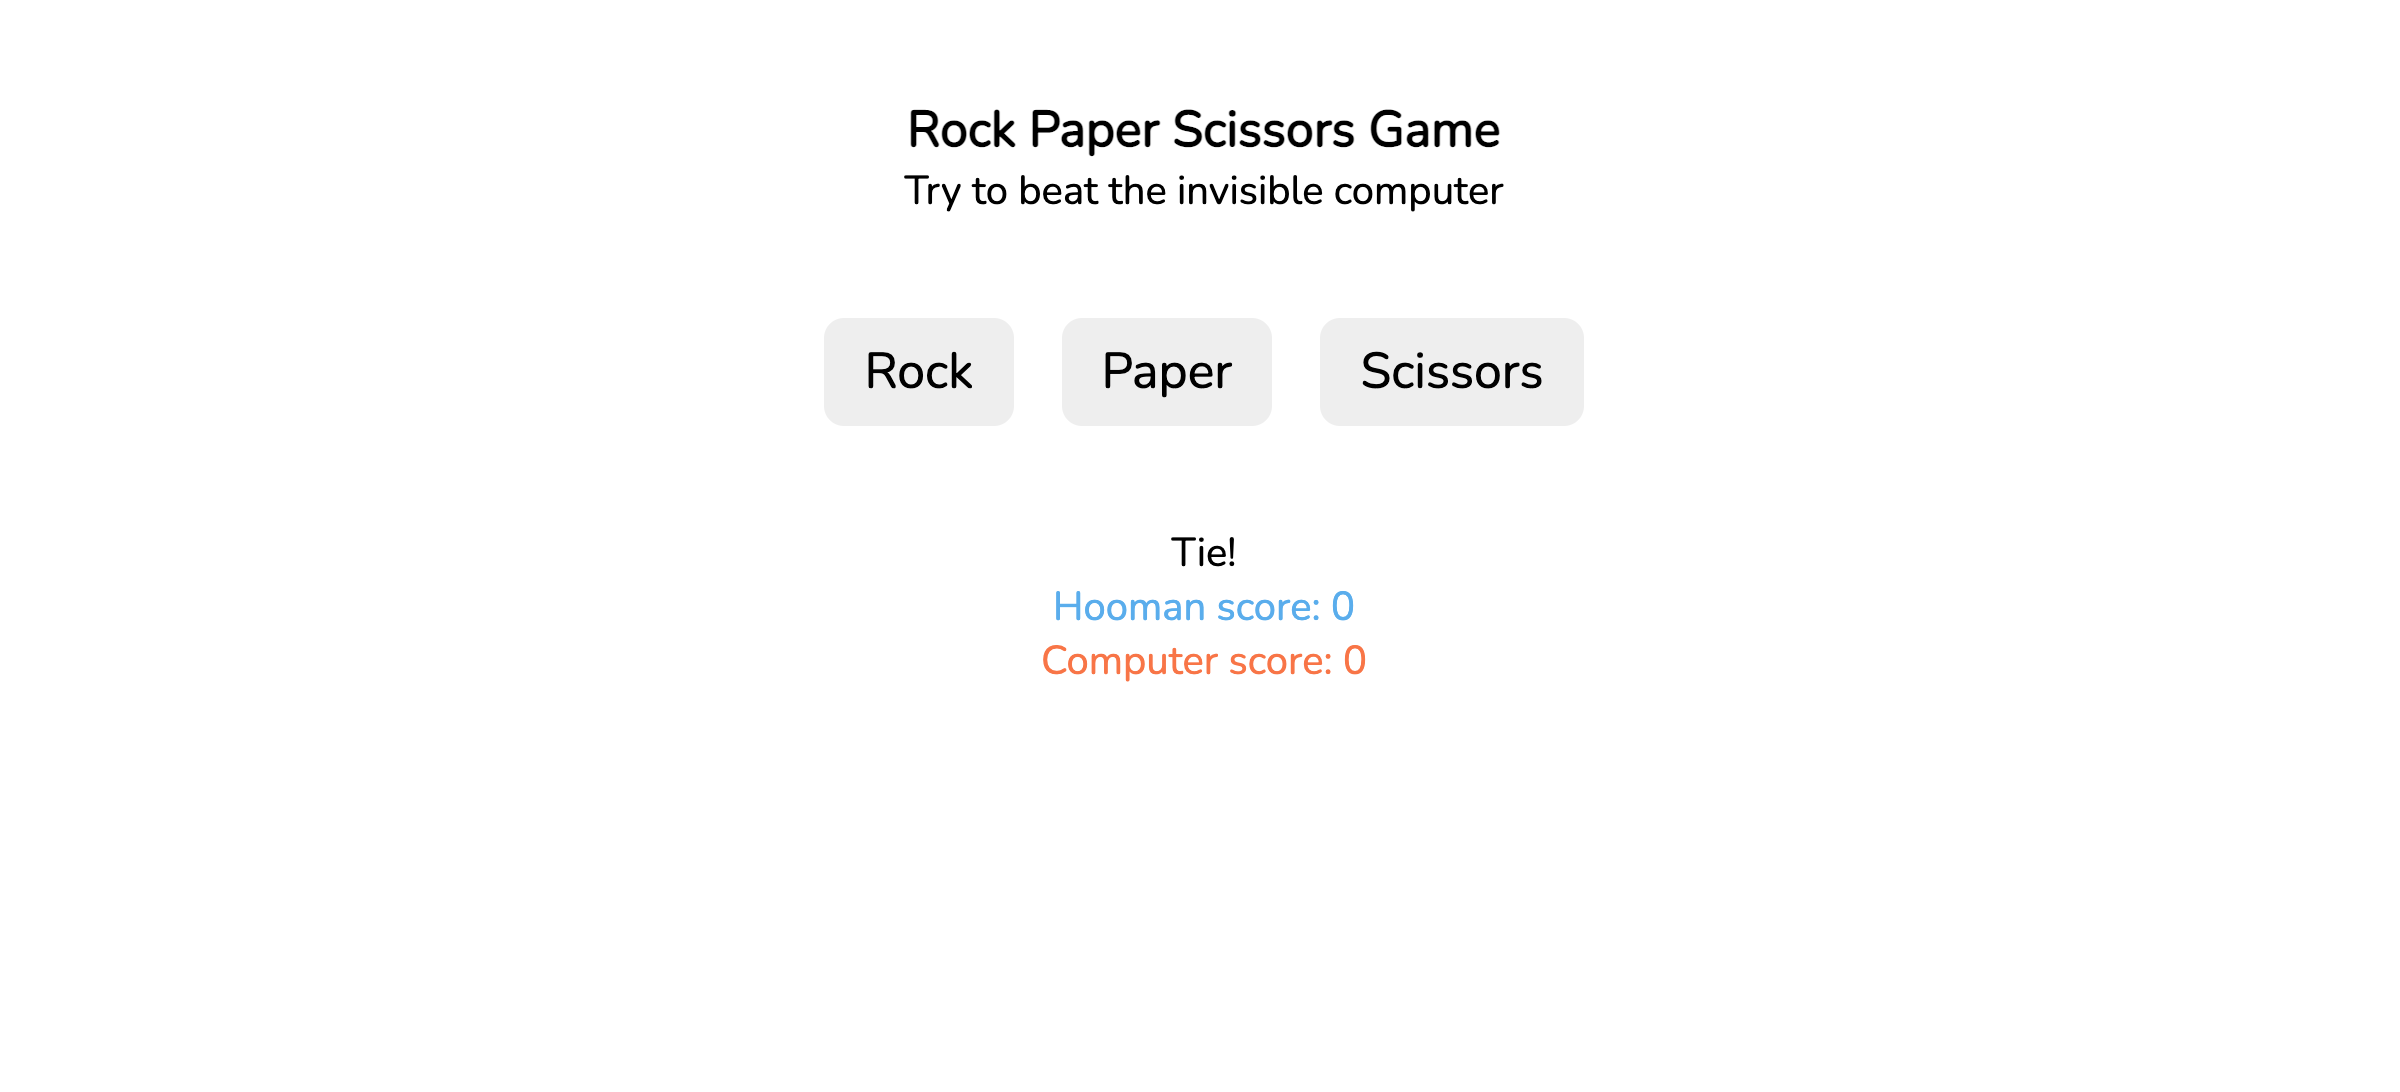 Rock Paper Scissors Game
Try to beat the invisible computer
Rock Paper Scissors
Tie!
Hooman score: 0
Computer score: 0